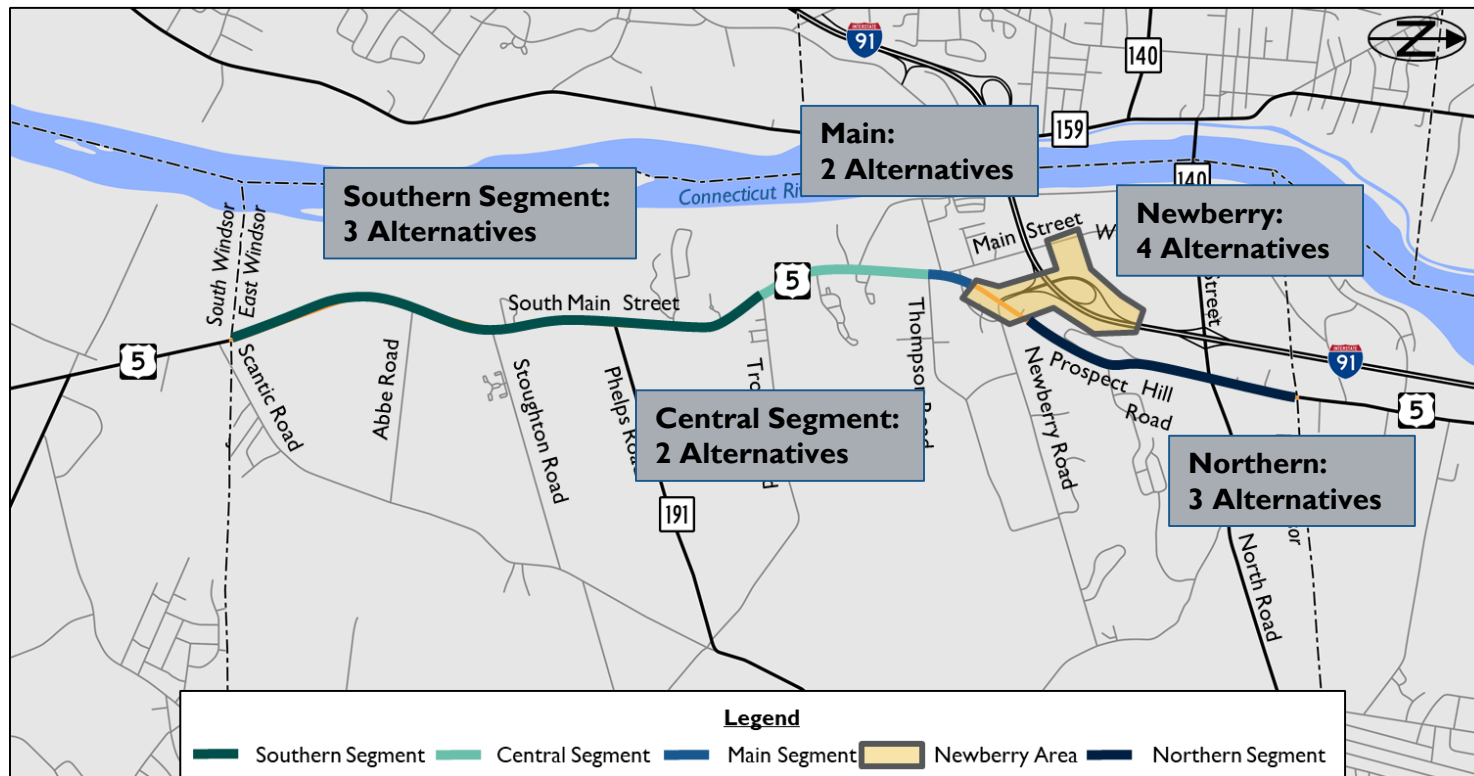 91
140
N
159
Main:
2 Alternatives
Southern Segment:
3 Alternatives
Connecticut
140
Newberry:
4 Alternatives
South Windsor
East Windsor
Main Street
Street
5
South Main Street
5
Scantic Road
Abbe Road
Stoughton Road
Phelps
Thompson
Newberry Road
Prospect Hill
Road
91
5
Central Segment:
2 Alternatives
Northern:
3 Alternatives
191
North Road
Legend
Southern Segment
Central Segment
Main Segment
Newberry Area
Northern Segment